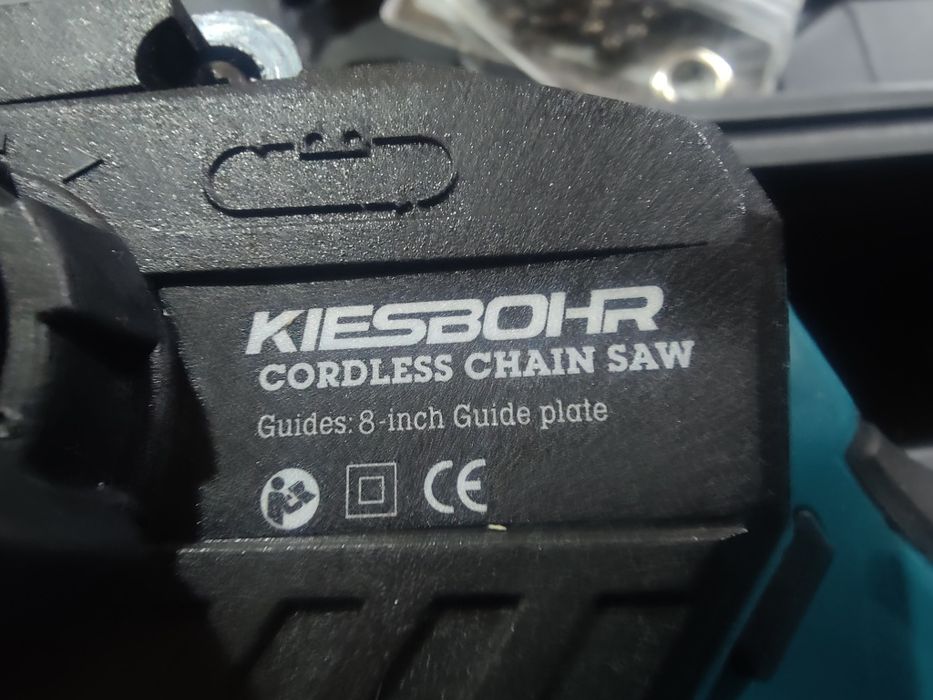 KIESBOHR
CORDLESS CHAIN SAW
Guides: 8-inch Guide plate
CE